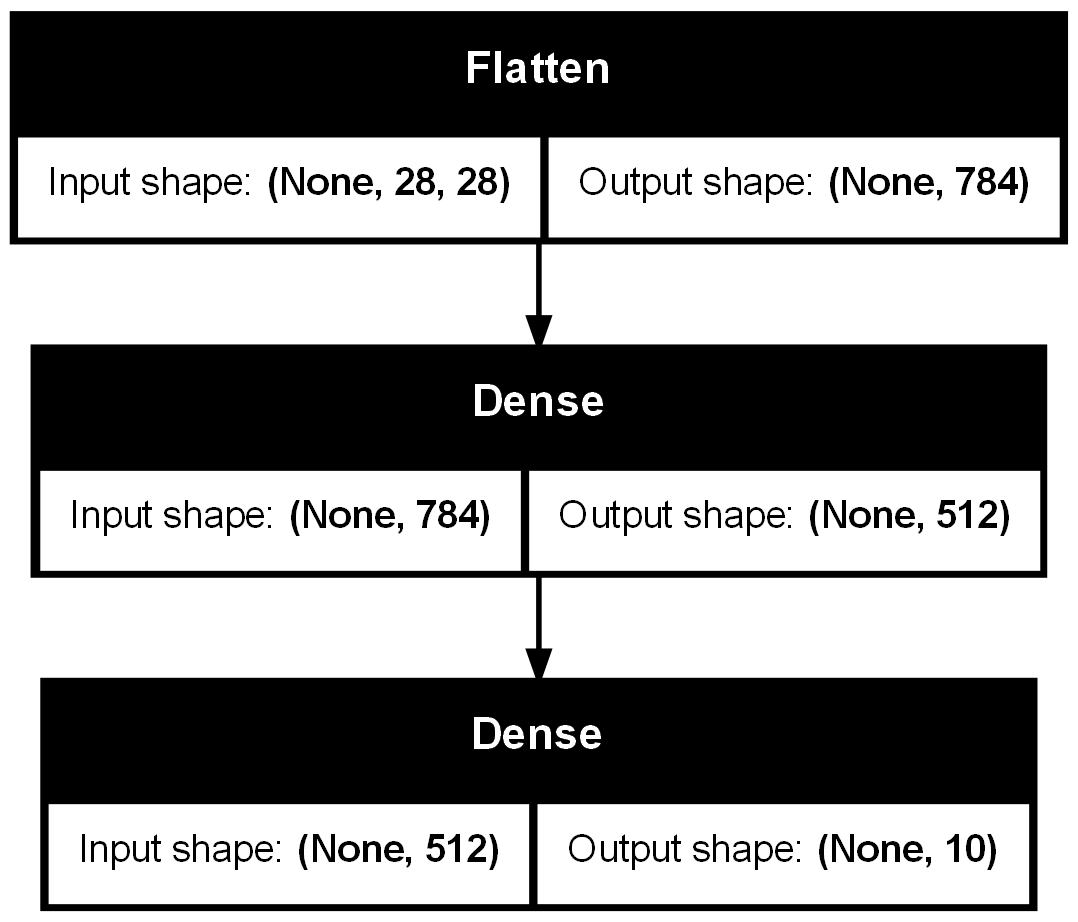 Flatten
Input shape: (None, 28, 28) Output shape: (None, 784)
Dense
Input shape: (None, 784) Output shape: (None, 512)
Dense
Input shape: (None, 512) Output shape: (None, 10)